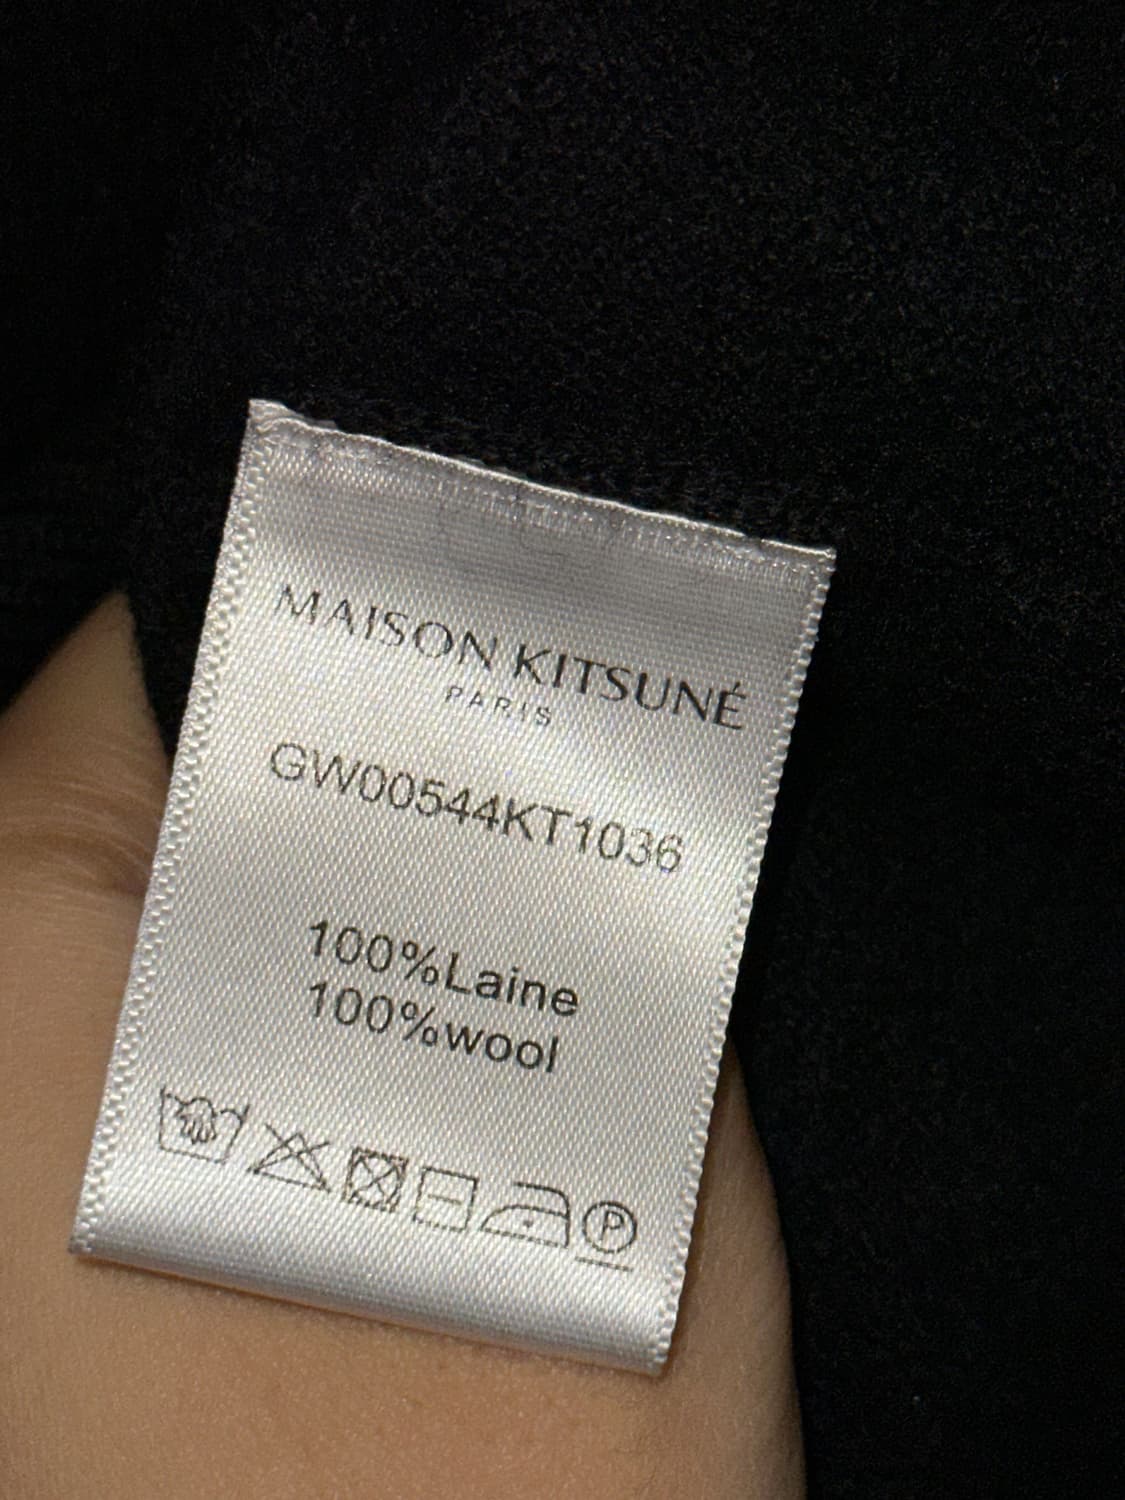 MAISON KITSUNÉ
PARIS
GW00544KT1036
100%Laine
100%wool
P